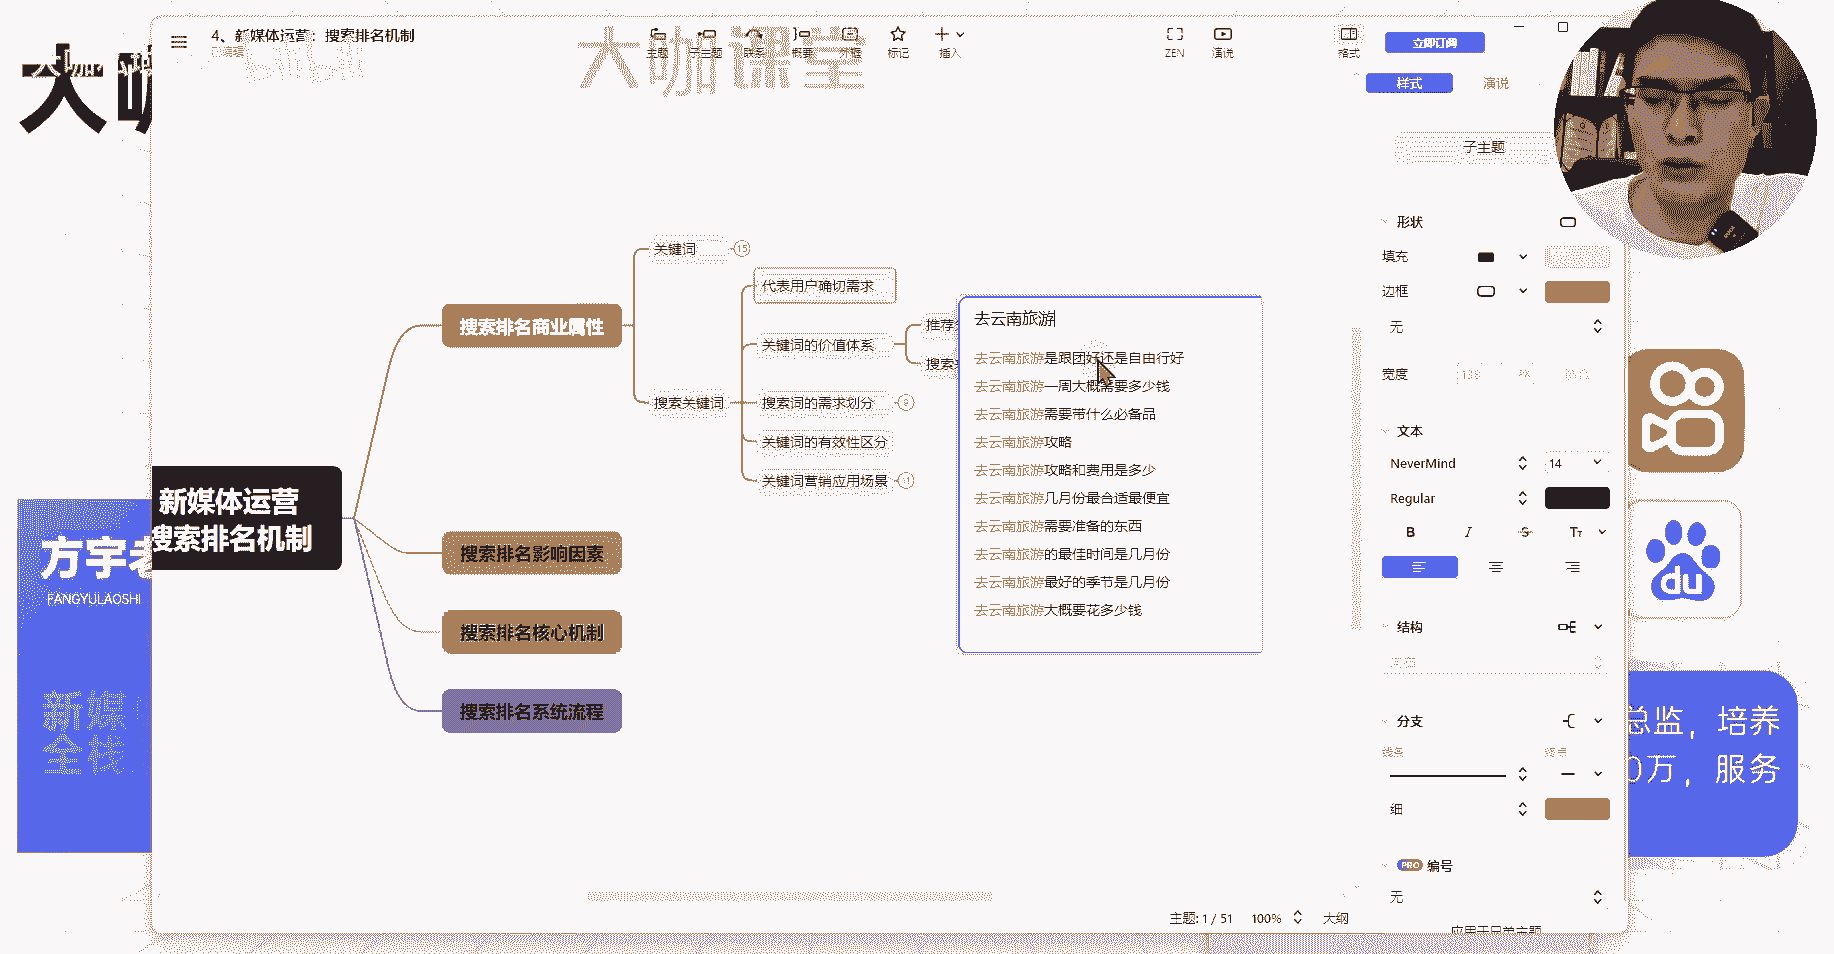 4、新媒体运营：搜索排名机制
已编辑
大咖课堂
主题
子主题
联系
概要
外框
标记
插入
ZEN
演说
格式
立即订阅
样式
演说
子主题
形状
填充
边框
无
宽度
文本
NeverMind
14
Regular
B
I
S
Tт
结构
分支
线条
终点
细
PRO 编号
无
主题: 1 / 51
100%
大纲
新媒体运营
搜索排名机制
搜索排名商业属性
搜索排名影响因素
搜索排名核心机制
搜索排名系统流程
关键词
15
搜索关键词
代表用户确切需求
关键词的价值体系
搜索词的需求划分
9
关键词的有效性区分
关键词营销应用场景
推荐
搜索
去云南旅游
去云南旅游是跟团好还是自由行好
去云南旅游一周大概需要多少钱
去云南旅游需要带什么必备品
去云南旅游攻略
去云南旅游攻略和费用是多少
去云南旅游几月份最合适最便宜
去云南旅游需要准备的东西
去云南旅游的最佳时间是几月份
去云南旅游最好的季节是几月份
去云南旅游大概要花多少钱
大咖
方宇老
FANGYULAOSHI
新媒
全栈
du
总监，培养
0万，服务